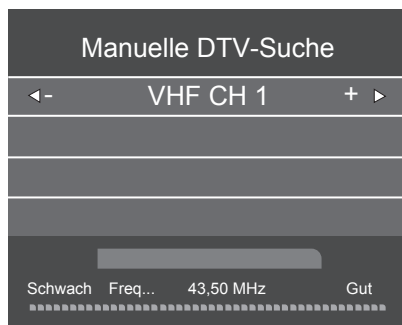 Manuelle DTV-Suche
- VHF CH 1 +
Schwach Freq... 43,50 MHz Gut